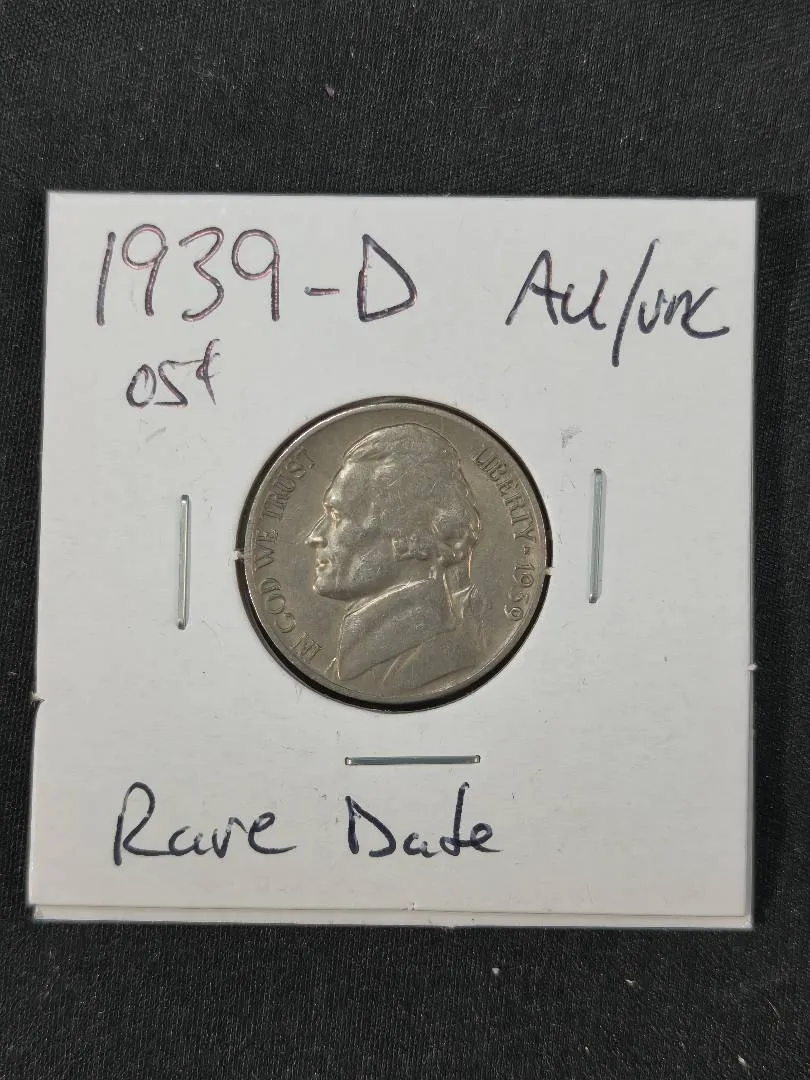 1939-D AU/unc
05¢
IN GOD WE TRUST LIBERTY * 1939
Rare Date